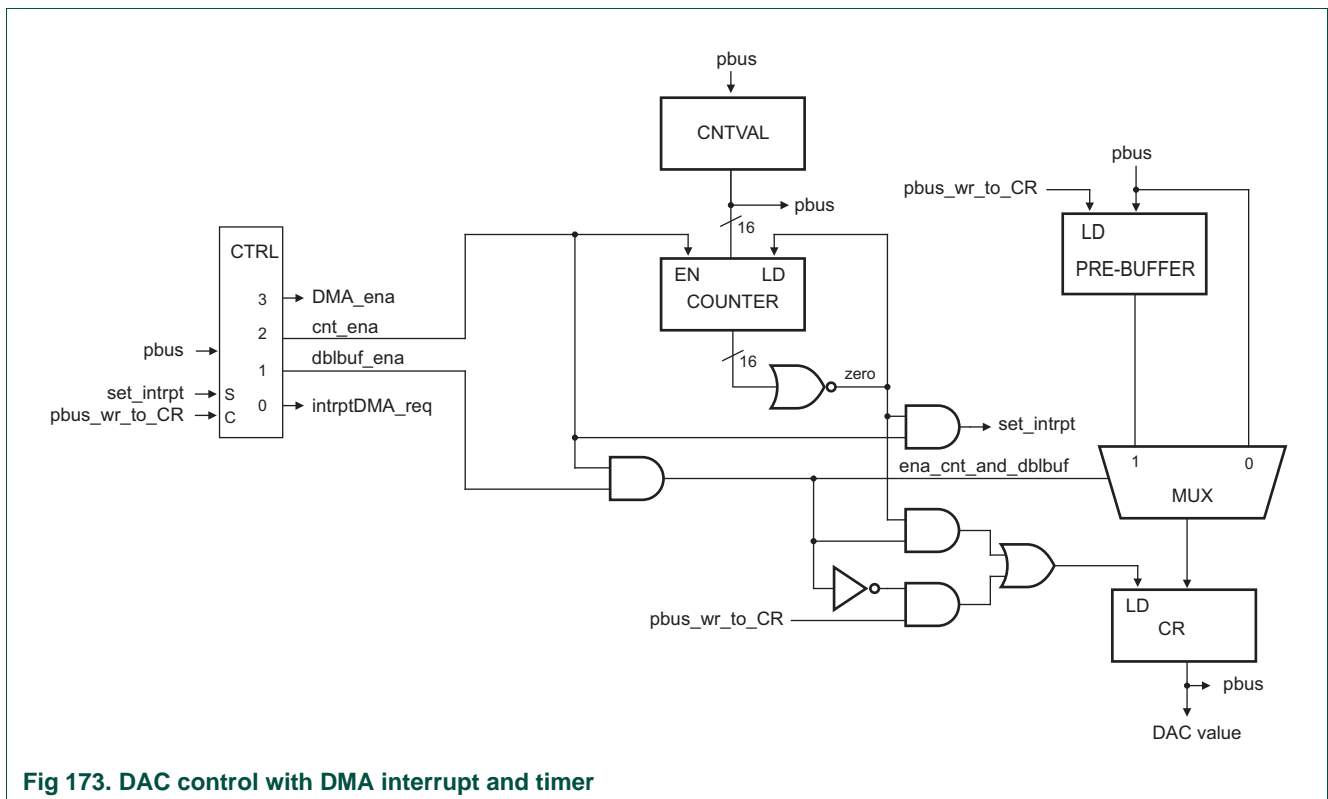 pbus
CNTVAL
pbus
16
pbus
pbus_wr_to_CR
LD
PRE-BUFFER
CTRL
3
DMA_ena
2
cnt_ena
1
dblbuf_ena
0
intrptDMA_req
pbus
set_intrpt
S
pbus_wr_to_CR
C
EN
LD
COUNTER
16
zero
set_intrpt
ena_cnt_and_dblbuf
1
0
MUX
pbus_wr_to_CR
LD
CR
pbus
DAC value
Fig 173. DAC control with DMA interrupt and timer